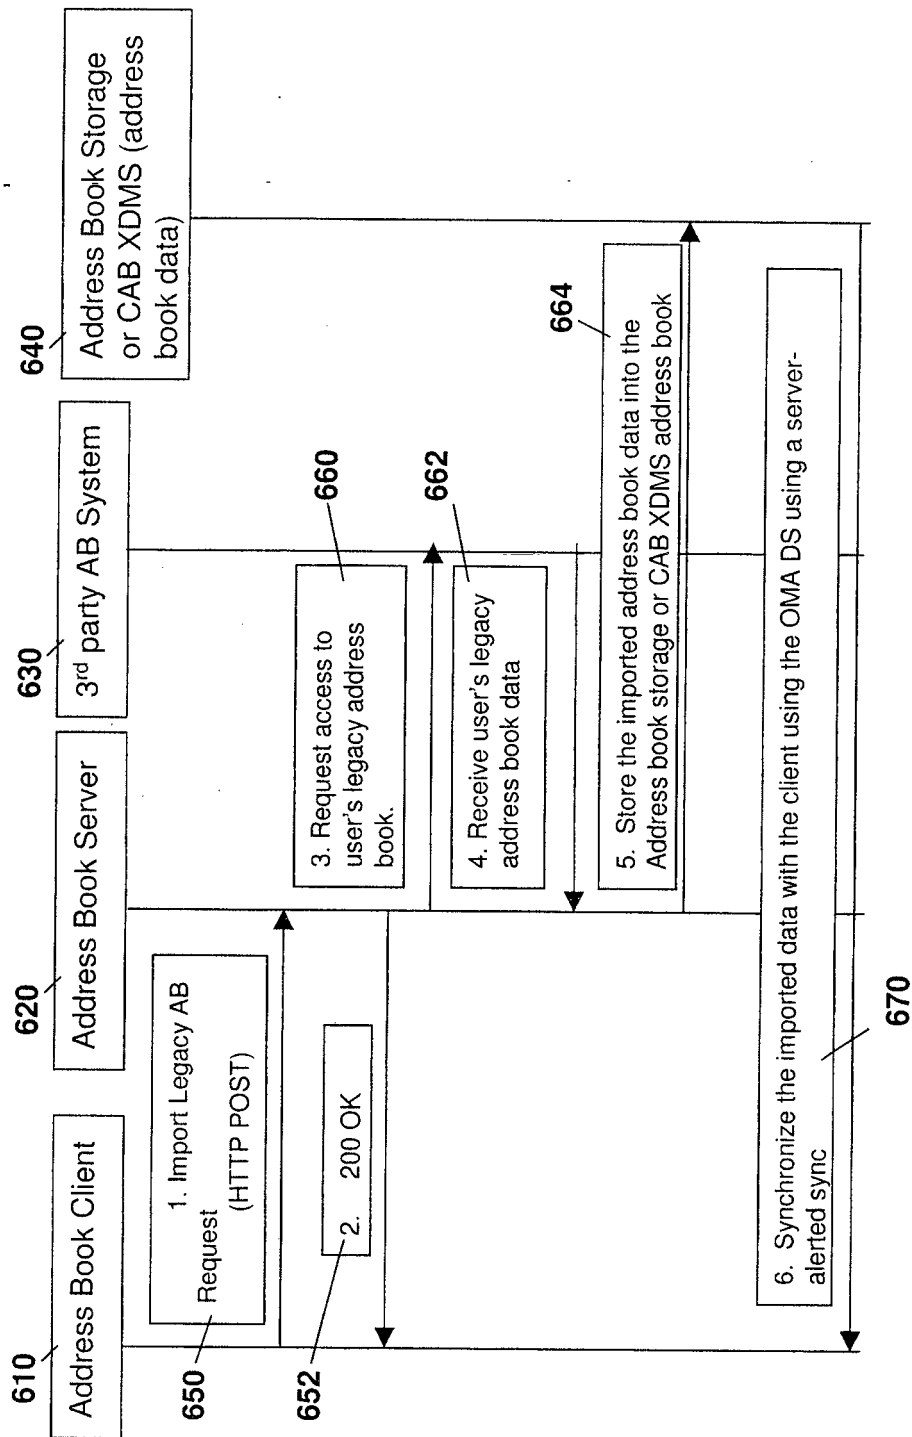 610
Address Book Client
620
Address Book Server
630
3rd party AB System
640
Address Book Storage
or CAB XDMS (address
book data)
650
1. Import Legacy AB
Request
(HTTP POST)
652
2. 200 OK
660
3. Request access to
user's legacy address
book.
662
4. Receive user's legacy
address book data
664
5. Store the imported address book data into the
Address book storage or CAB XDMS address book
6. Synchronize the imported data with the client using the OMA DS using a server-
alerted sync
670